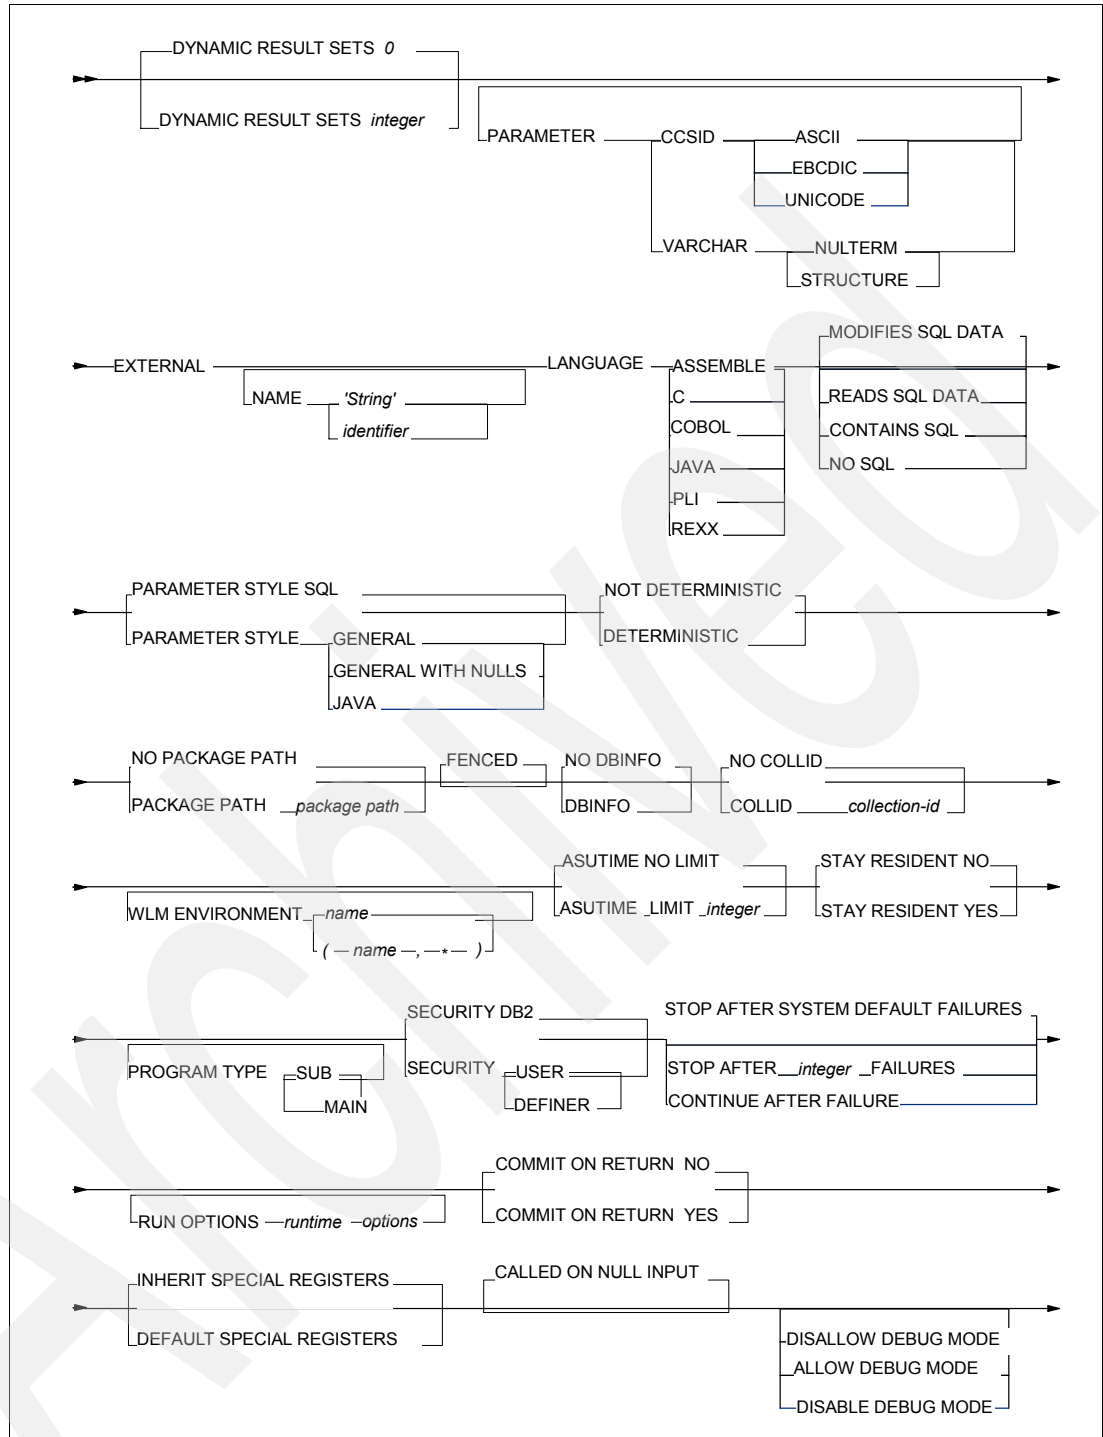 DYNAMIC RESULT SETS 0
DYNAMIC RESULT SETS integer
PARAMETER CCSID ASCII
EBCDIC
UNICODE
VARCHAR NULTERM
STRUCTURE
EXTERNAL LANGUAGE ASSEMBLE MODIFIES SQL DATA
NAME 'String' C READS SQL DATA
identifier COBOL CONTAINS SQL
JAVA NO SQL
PLI
REXX
PARAMETER STYLE SQL NOT DETERMINISTIC
PARAMETER STYLE GENERAL DETERMINISTIC
GENERAL WITH NULLS
JAVA
NO PACKAGE PATH FENCED NO DBINFO NO COLLID
PACKAGE PATH package path DBINFO COLLID collection-id
ASUTIME NO LIMIT STAY RESIDENT NO
WLM ENVIRONMENT name ASUTIME LIMIT integer STAY RESIDENT YES
( name , * )
SECURITY DB2 STOP AFTER SYSTEM DEFAULT FAILURES
PROGRAM TYPE SUB SECURITY USER STOP AFTER integer FAILURES
MAIN DEFINER CONTINUE AFTER FAILURE
COMMIT ON RETURN NO
RUN OPTIONS runtime options COMMIT ON RETURN YES
INHERIT SPECIAL REGISTERS CALLED ON NULL INPUT
DEFAULT SPECIAL REGISTERS DISALLOW DEBUG MODE
ALLOW DEBUG MODE
DISABLE DEBUG MODE
Archived